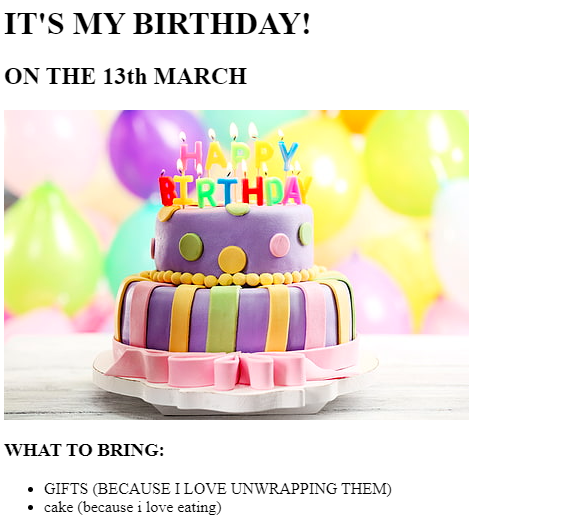 IT'S MY BIRTHDAY!
ON THE 13th MARCH
HAPPY
BIRTHDAY
WHAT TO BRING:
GIFTS (BECAUSE I LOVE UNWRAPPING THEM)
cake (because i love eating)